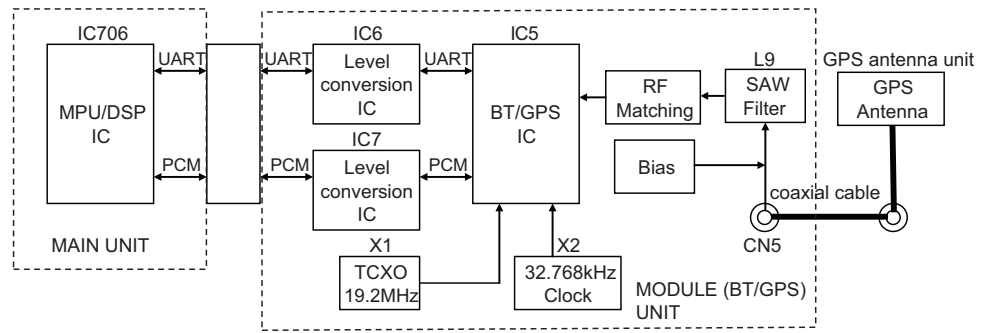 IC706
MPU/DSP
IC
MAIN UNIT
UART
PCM
UART
PCM
IC6
Level
conversion
IC
IC7
Level
conversion
IC
UART
PCM
IC5
BT/GPS
IC
X1
TCXO
19.2MHz
X2
32.768kHz
Clock
RF
Matching
L9
SAW
Filter
Bias
GPS antenna unit
GPS
Antenna
coaxial cable
CN5
MODULE (BT/GPS)
UNIT